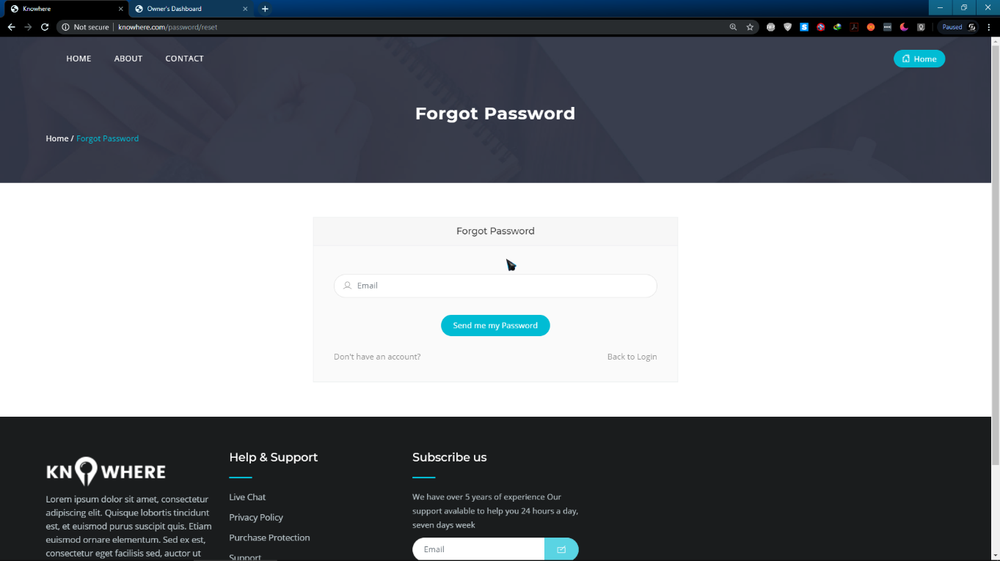 Knowhere
Owner's Dashboard
Not secure
knowhere.com/password/reset
Paused
HOME
ABOUT
CONTACT
Home
Forgot Password
Home / Forgot Password
Forgot Password
Email
Send me my Password
Don't have an account?
Back to Login
KNOWHERE
Lorem ipsum dolor sit amet, consectetur
adipiscing elit. Quisque lobortis tincidunt
est, et euismod purus suscipit quis. Etiam
euismod ornare elementum. Sed ex est,
consectetur eget facilisis sed, auctor ut
Help & Support
Live Chat
Privacy Policy
Purchase Protection
Support
Subscribe us
We have over 5 years of experience Our
support avalable to help you 24 hours a day,
seven days week
Email